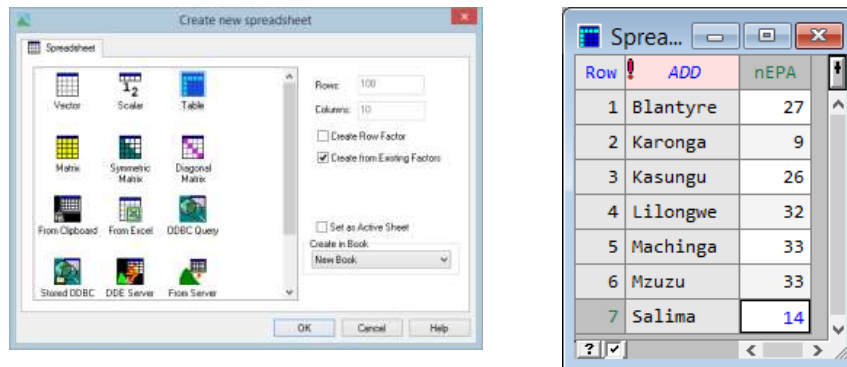 Create new spreadsheet
Spreadsheet
Vector Scalar Table
Matrix Symmetric Matrix Diagonal Matrix
From Clipboard From Excel ODBC Query
Stored ODBC DDE Server From Server
Rows: 100
Columns: 10
Create Row Factor
Create from Existing Factors
Set as Active Sheet
Create in Book
New Book
OK Cancel Help
Sprea...
Row ! ADD nEPA
1 Blantyre 27
2 Karonga 9
3 Kasungu 26
4 Lilongwe 32
5 Machinga 33
6 Mzuzu 33
7 Salima 14
?